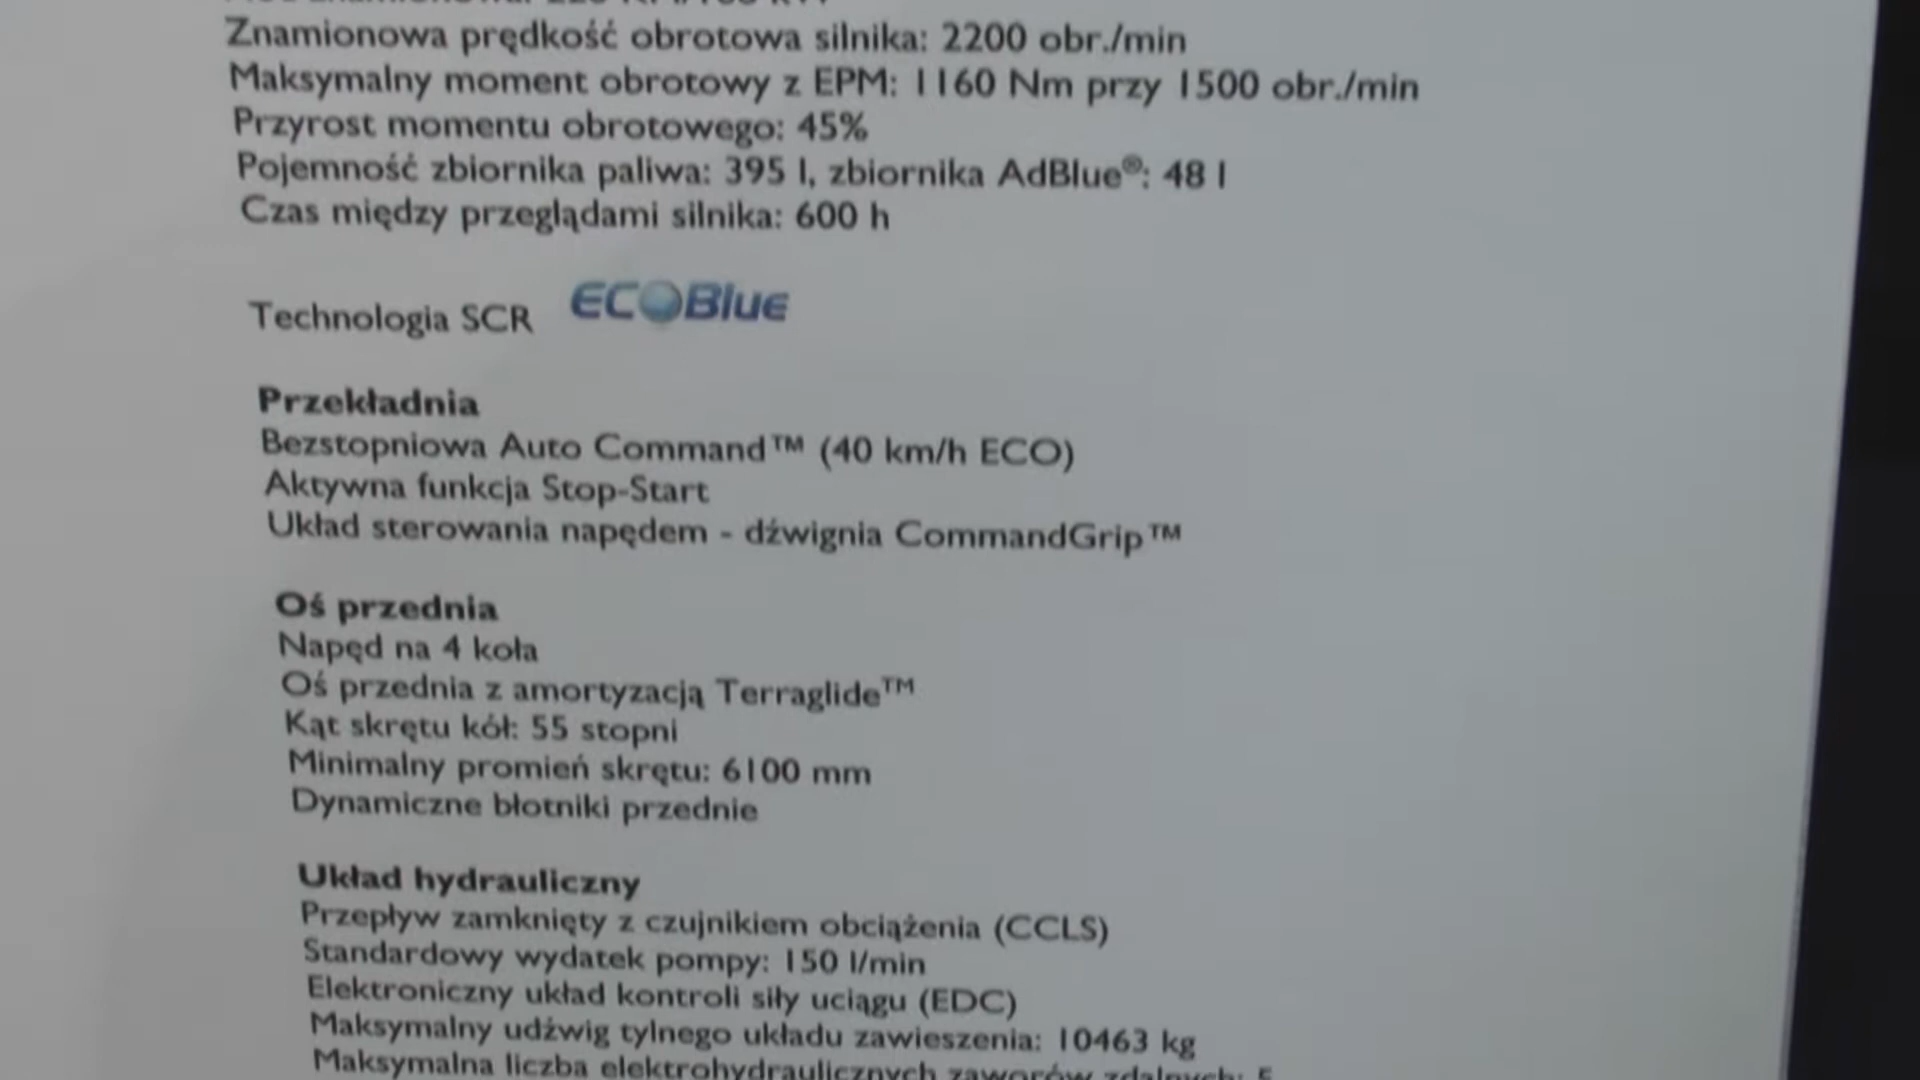 Znamionowa prędkość obrotowa silnika: 2200 obr./min
Maksymalny moment obrotowy z EPM: 1160 Nm przy 1500 obr./min
Przyrost momentu obrotowego: 45%
Pojemność zbiornika paliwa: 395 l, zbiornika AdBlue®: 48 l
Czas między przeglądami silnika: 600 h
Technologia SCR ECOBlue
Przekładnia
Bezstopniowa Auto Command™ (40 km/h ECO)
Aktywna funkcja Stop-Start
Układ sterowania napędem - dźwignia CommandGrip™
Oś przednia
Napęd na 4 koła
Oś przednia z amortyzacją Terraglide™
Kąt skrętu kół: 55 stopni
Minimalny promień skrętu: 6100 mm
Dynamiczne błotniki przednie
Układ hydrauliczny
Przepływ zamknięty z czujnikiem obciążenia (CCLS)
Standardowy wydatek pompy: 150 l/min
Elektroniczny układ kontroli siły uciągu (EDC)
Maksymalny udźwig tylnego układu zawieszenia: 10463 kg
Maksymalna liczba elektrohydraulicznych zaworów zdalnych: